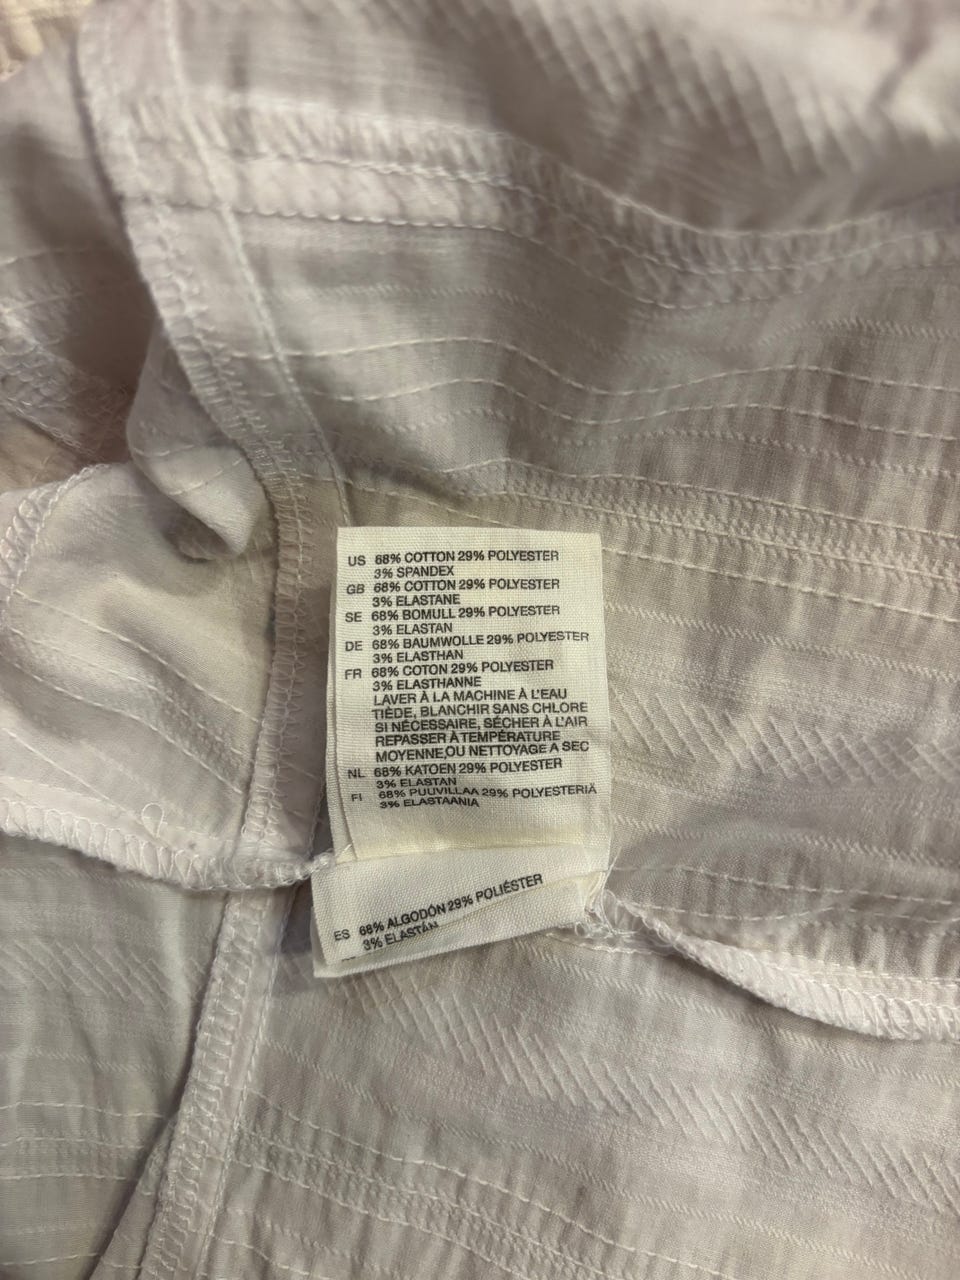 US 68% COTTON 29% POLYESTER
3% SPANDEX
GB 68% COTTON 29% POLYESTER
3% ELASTANE
SE 68% BOMULL 29% POLYESTER
3% ELASTAN
DE 68% BAUMWOLLE 29% POLYESTER
3% ELASTHAN
FR 68% COTON 29% POLYESTER
3% ELASTHANNE
LAVER À LA MACHINE À L'EAU
TIÈDE, BLANCHIR SANS CHLORE
SI NÉCESSAIRE, SÉCHER À L'AIR
REPASSER À TEMPÉRATURE
MOYENNE,OU NETTOYAGE A SEC
NL 68% KATOEN 29% POLYESTER
3% ELASTAN
FI 68% PUUVILLAA 29% POLYESTERIÄ
3% ELASTAANIA
ES 68% ALGODÓN 29% POLIÉSTER
3% ELASTÁN